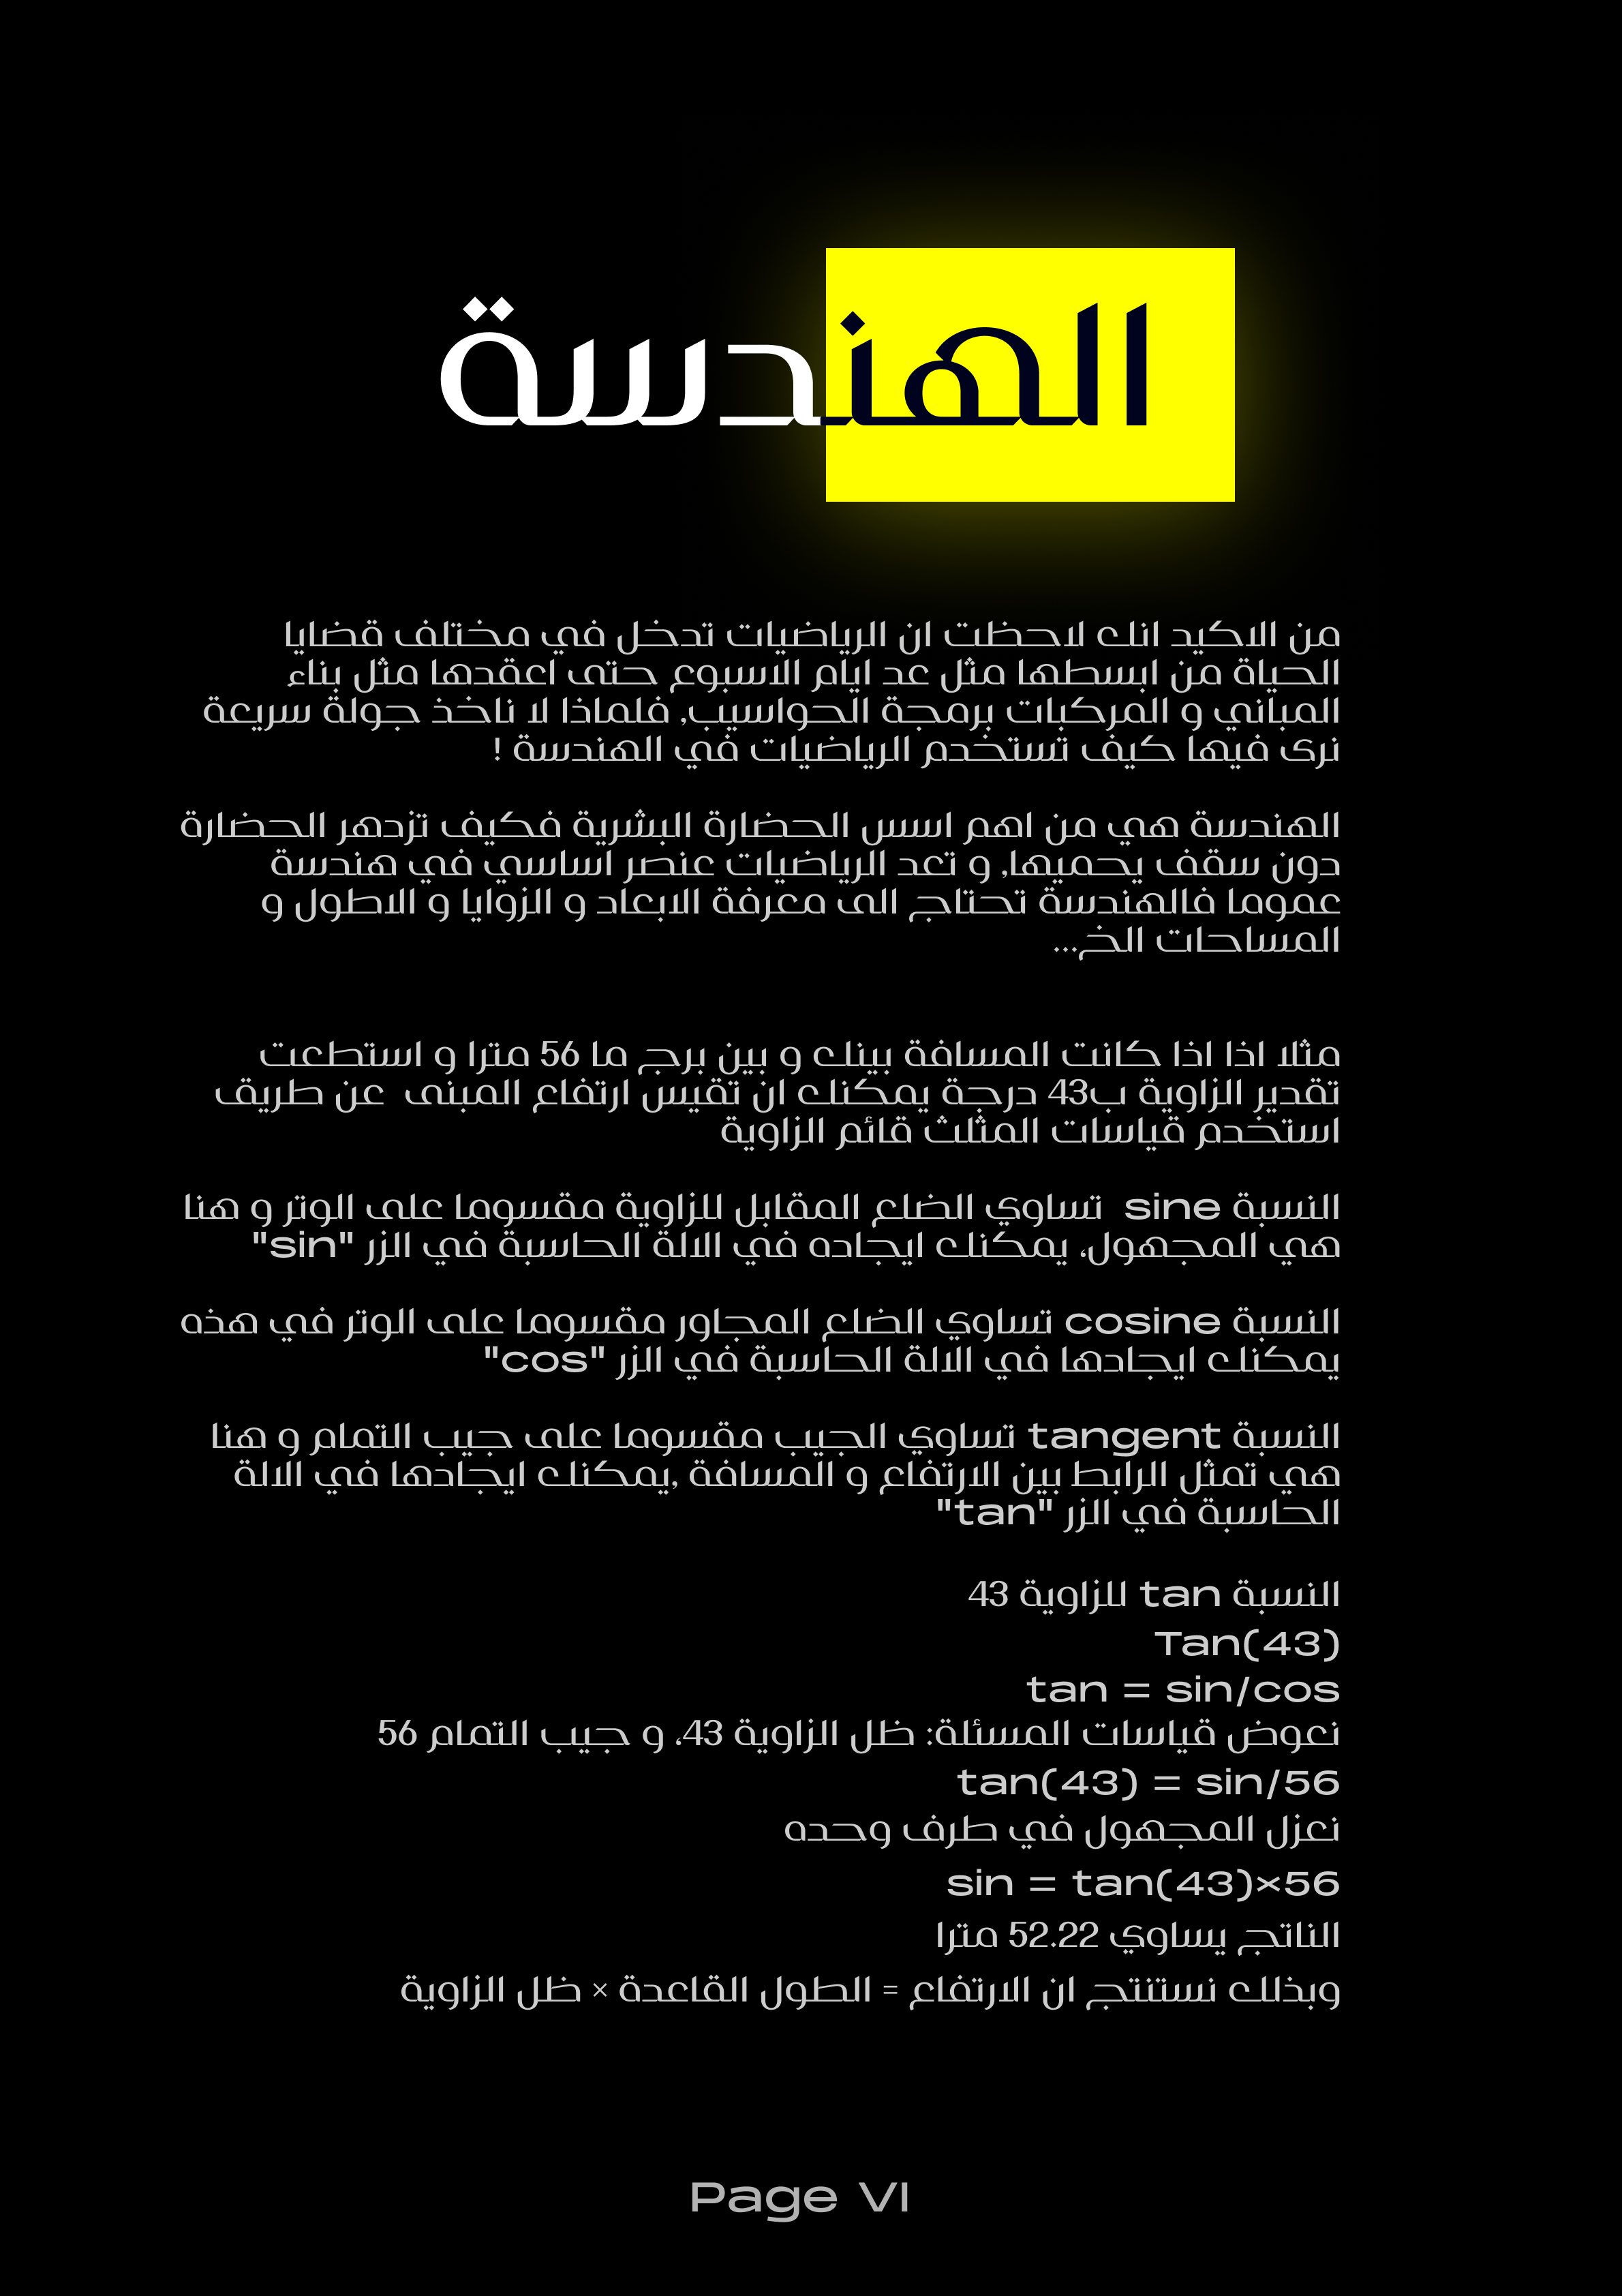 الهندسة
من الاكيد انك لاحظت ان الرياضيات تدخل في مختلف قضايا
الحياة من ابسطها مثل عد ايام الاسبوع حتى اعقدها مثل بناء
المباني و المركبات برمجة الحواسيب, فلماذا لا ناخذ جولة سريعة
نرى فيها كيف تستخدم الرياضيات في الهندسة !
الهندسة هي من اهم اسس الحضارة البشرية فكيف تزدهر الحضارة
دون سقف يحميها, و تعد الرياضيات عنصر اساسي في هندسة
عموما فالهندسة تحتاج الى معرفة الابعاد و الزوايا و الاطول و
المساحات الخ...
مثلا اذا اذا كانت المسافة بينك و بين برج ما 56 مترا و استطعت
تقدير الزاوية ب43 درجة يمكنك ان تقيس ارتفاع المبنى عن طريق
استخدم قياسات المثلث قائم الزاوية
النسبة sine تساوي الضلع المقابل للزاوية مقسوما على الوتر و هنا
هي المجهول، يمكنك ايجاده في الالة الحاسبة في الزر "sin"
النسبة cosine تساوي الضلع المجاور مقسوما على الوتر في هذه
يمكنك ايجادها في الالة الحاسبة في الزر "cos"
النسبة tangent تساوي الجيب مقسوما على جيب التمام و هنا
هي تمثل الرابط بين الارتفاع و المسافة ,يمكنك ايجادها في الالة
الحاسبة في الزر "tan"
النسبة tan للزاوية 43
Tan(43)
tan = sin/cos
نعوض قياسات المسئلة: ظل الزاوية 43، و جيب التمام 56
tan(43) = sin/56
نعزل المجهول في طرف وحده
sin = tan(43)×56
الناتج يساوي 52.22 مترا
وبذلك نستنتج ان الارتفاع = الطول القاعدة × ظل الزاوية
Page VI